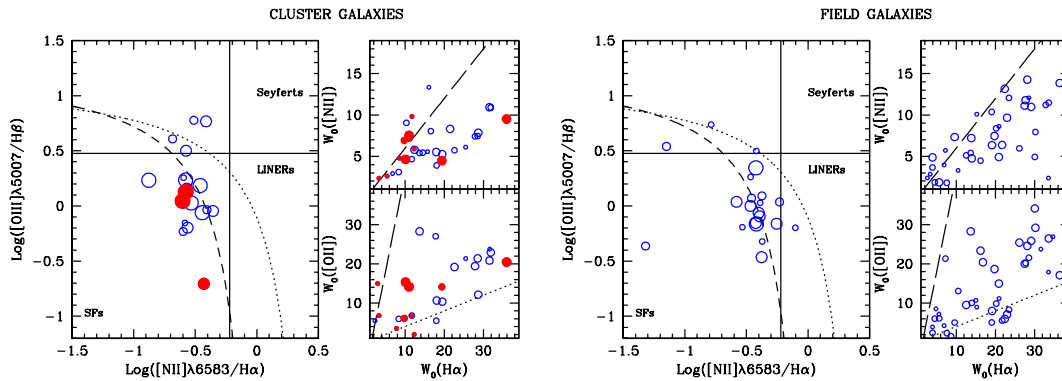 CLUSTER GALAXIES
Log([OIII]λ5007/Hβ)
1.5
1
0.5
0
−0.5
−1
Seyferts
LINERs
SFs
−1.5
−1
−0.5
0
0.5
Log([NII]λ6583/Hα)
W0([NII])
15
10
5
W0([OII])
30
20
10
10
20
30
W0(Hα)
FIELD GALAXIES
Log([OIII]λ5007/Hβ)
1.5
1
0.5
0
−0.5
−1
Seyferts
LINERs
SFs
−1.5
−1
−0.5
0
0.5
Log([NII]λ6583/Hα)
W0([NII])
15
10
5
W0([OII])
30
20
10
0
10
20
30
W0(Hα)